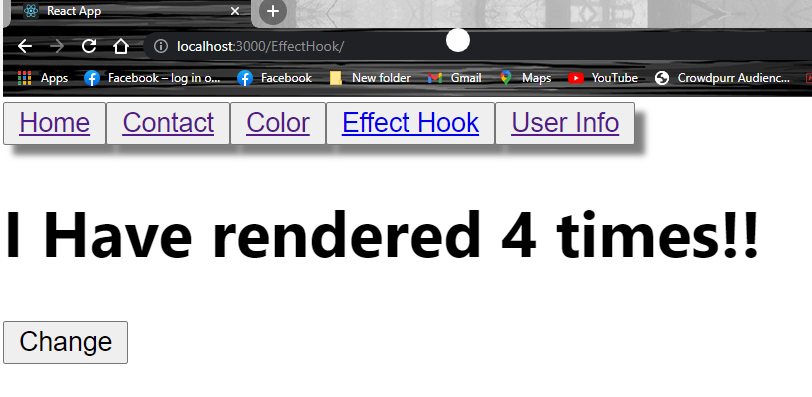 React App
localhost:3000/EffectHook/
Apps Facebook – log in o... Facebook New folder Gmail Maps YouTube Crowdpurr Audienc...
Home Contact Color Effect Hook User Info
I Have rendered 4 times!!
Change